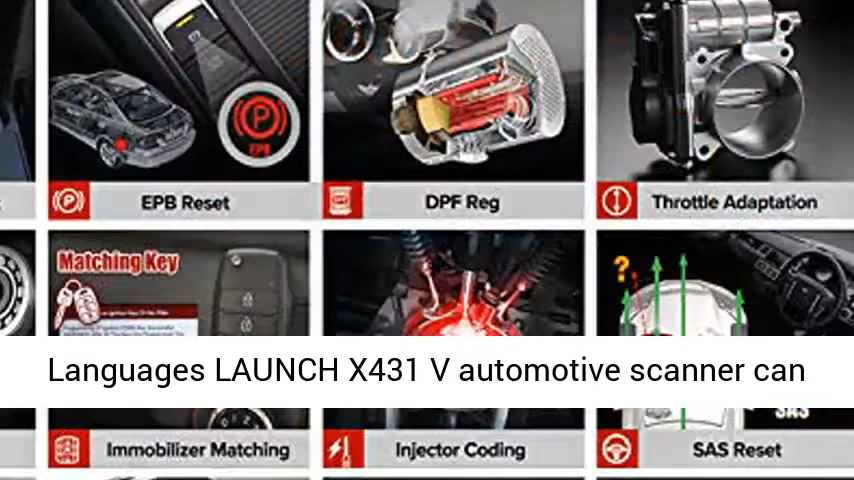 EPB
EPB Reset
DPF Reg
Throttle Adaptation
Matching Key
?
Languages LAUNCH X431 V automotive scanner can
SAS
Immobilizer Matching
Injector Coding
SAS Reset